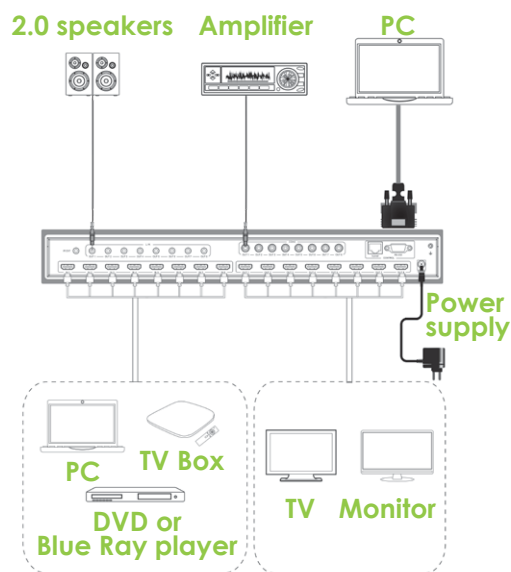 2.0 speakers Amplifier PC
Power
supply
PC TV Box
DVD or
Blue Ray player
TV Monitor